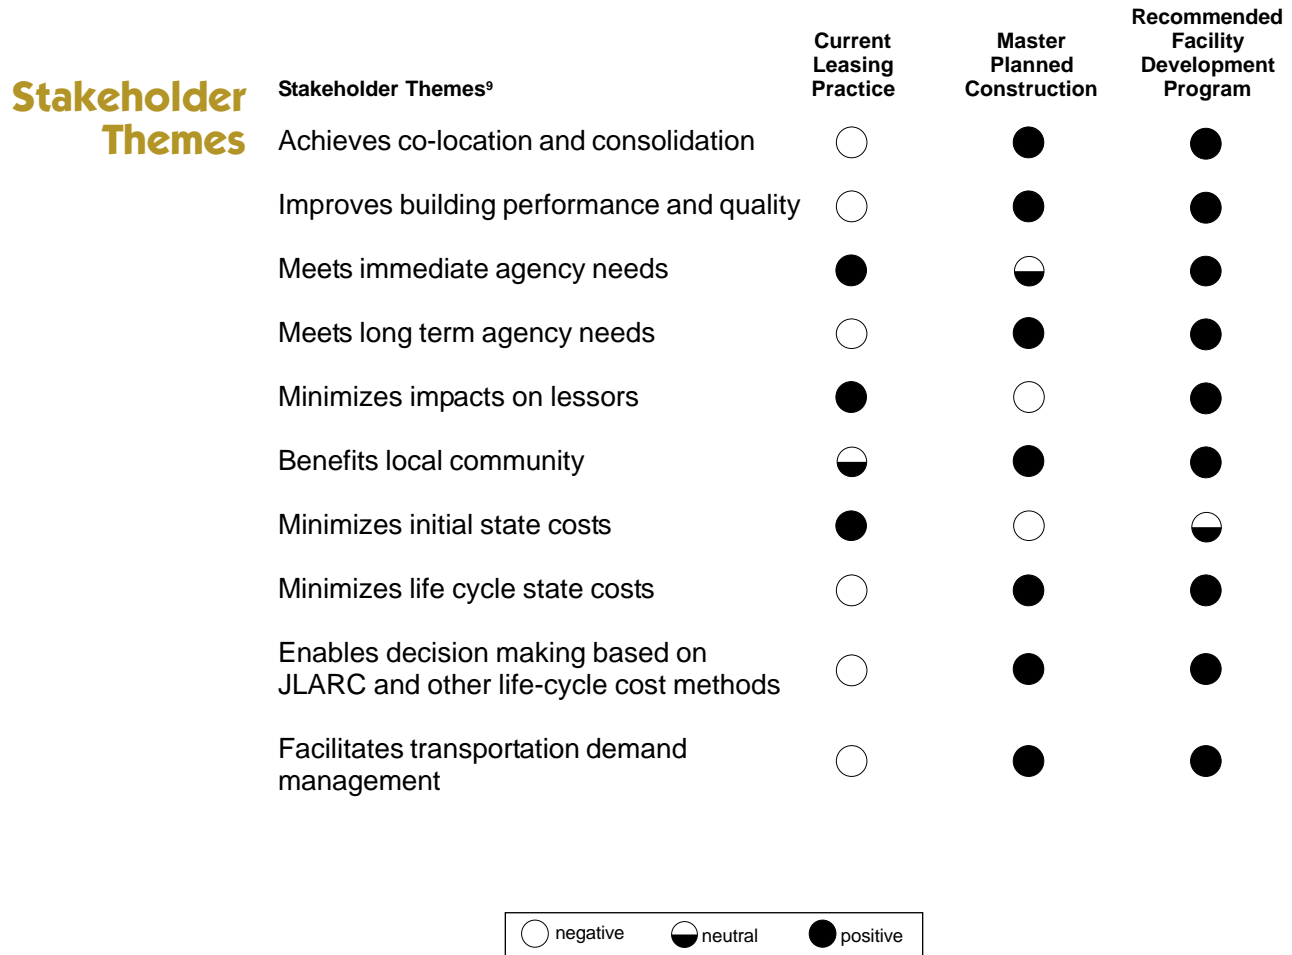 Stakeholder
Themes
Stakeholder Themes⁹
Current
Leasing
Practice
Master
Planned
Construction
Recommended
Facility
Development
Program
Achieves co-location and consolidation
Improves building performance and quality
Meets immediate agency needs
Meets long term agency needs
Minimizes impacts on lessors
Benefits local community
Minimizes initial state costs
Minimizes life cycle state costs
Enables decision making based on
JLARC and other life-cycle cost methods
Facilitates transportation demand
management
negative
neutral
positive